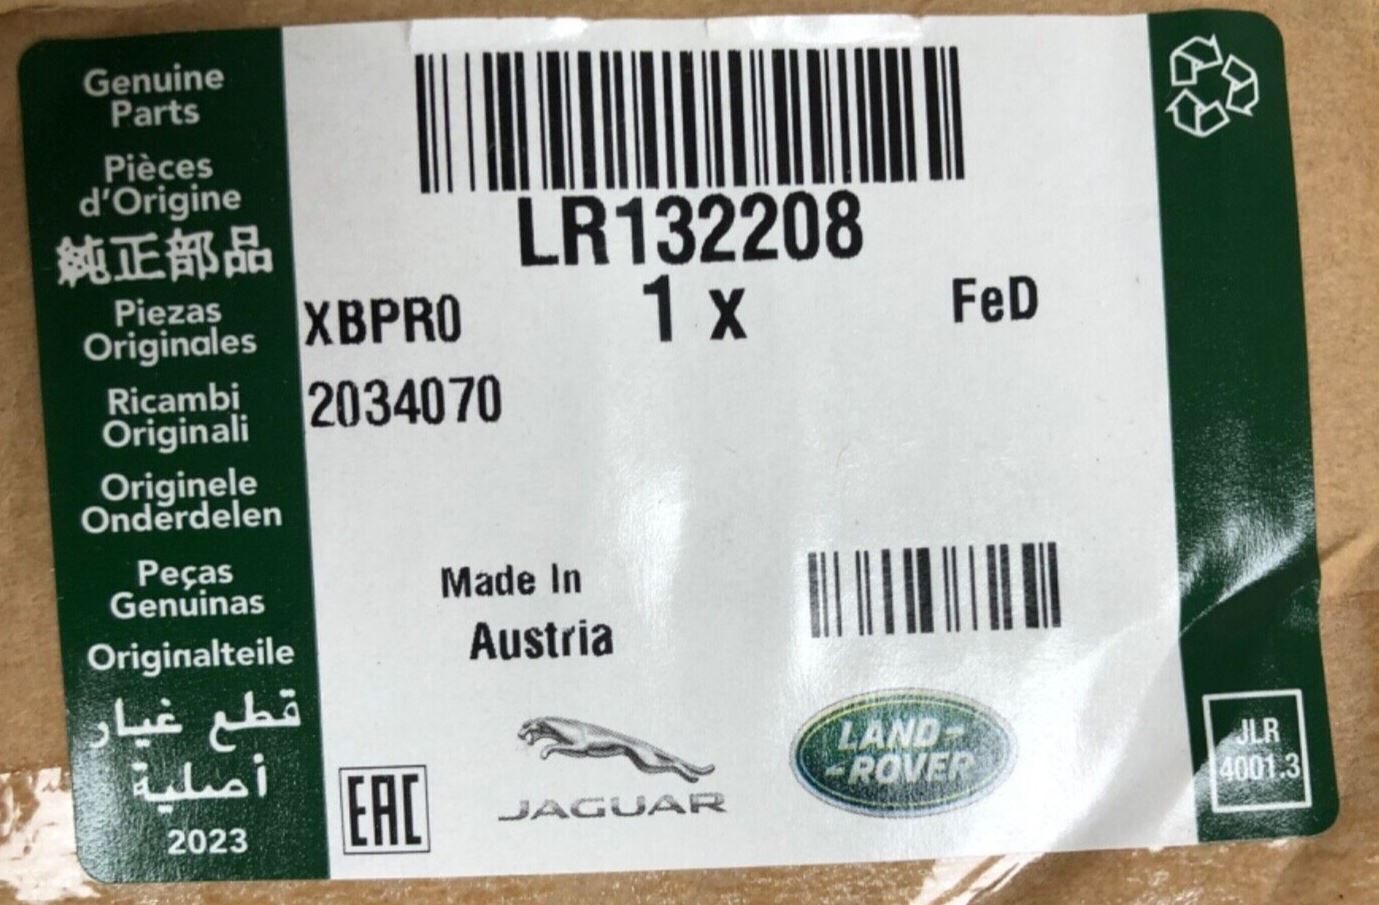 Genuine
Parts
Pièces
d'Origine
純正部品
Piezas
Originales
Ricambi
Originali
Originele
Onderdelen
Peças
Genuinas
Originalteile
قطع غيار
أصلية
2023
LR132208
XBPR0 1 x FeD
2034070
Made In
Austria
EAC
JAGUAR
LAND-
-ROVER
JLR
4001.3